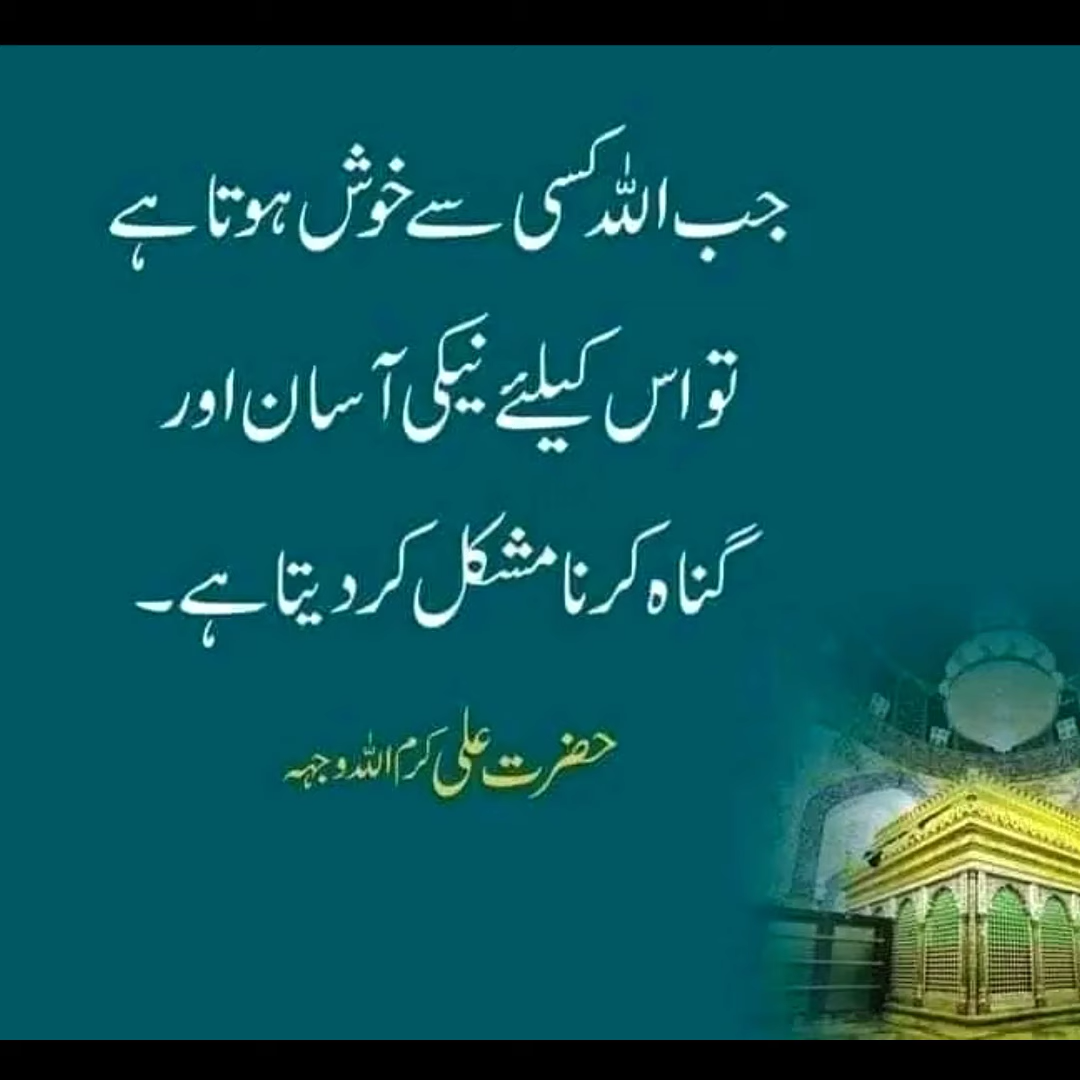 جب اللہ کسی سے خوش ہوتا ہے
تو اس کیلئے نیکی آسان اور
گناہ کرنا مشکل کر دیتا ہے۔
حضرت علی کرم اللہ وجہہ